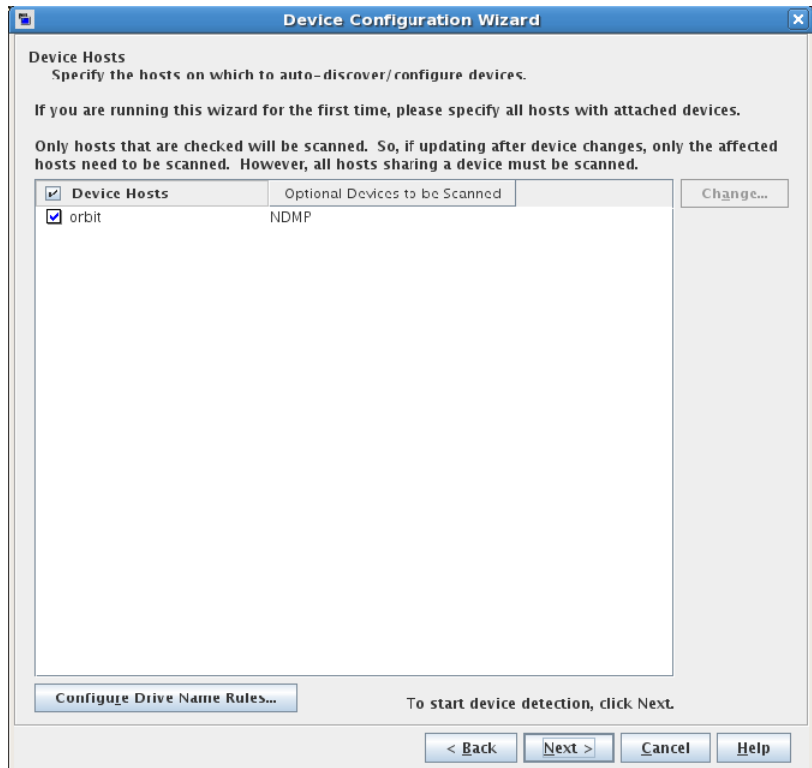 Device Configuration Wizard
Device Hosts
Specify the hosts on which to auto-discover/configure devices.
If you are running this wizard for the first time, please specify all hosts with attached devices.
Only hosts that are checked will be scanned. So, if updating after device changes, only the affected
hosts need to be scanned. However, all hosts sharing a device must be scanned.
Device Hosts Optional Devices to be Scanned Change...
orbit NDMP
Configure Drive Name Rules... To start device detection, click Next.
< Back Next > Cancel Help